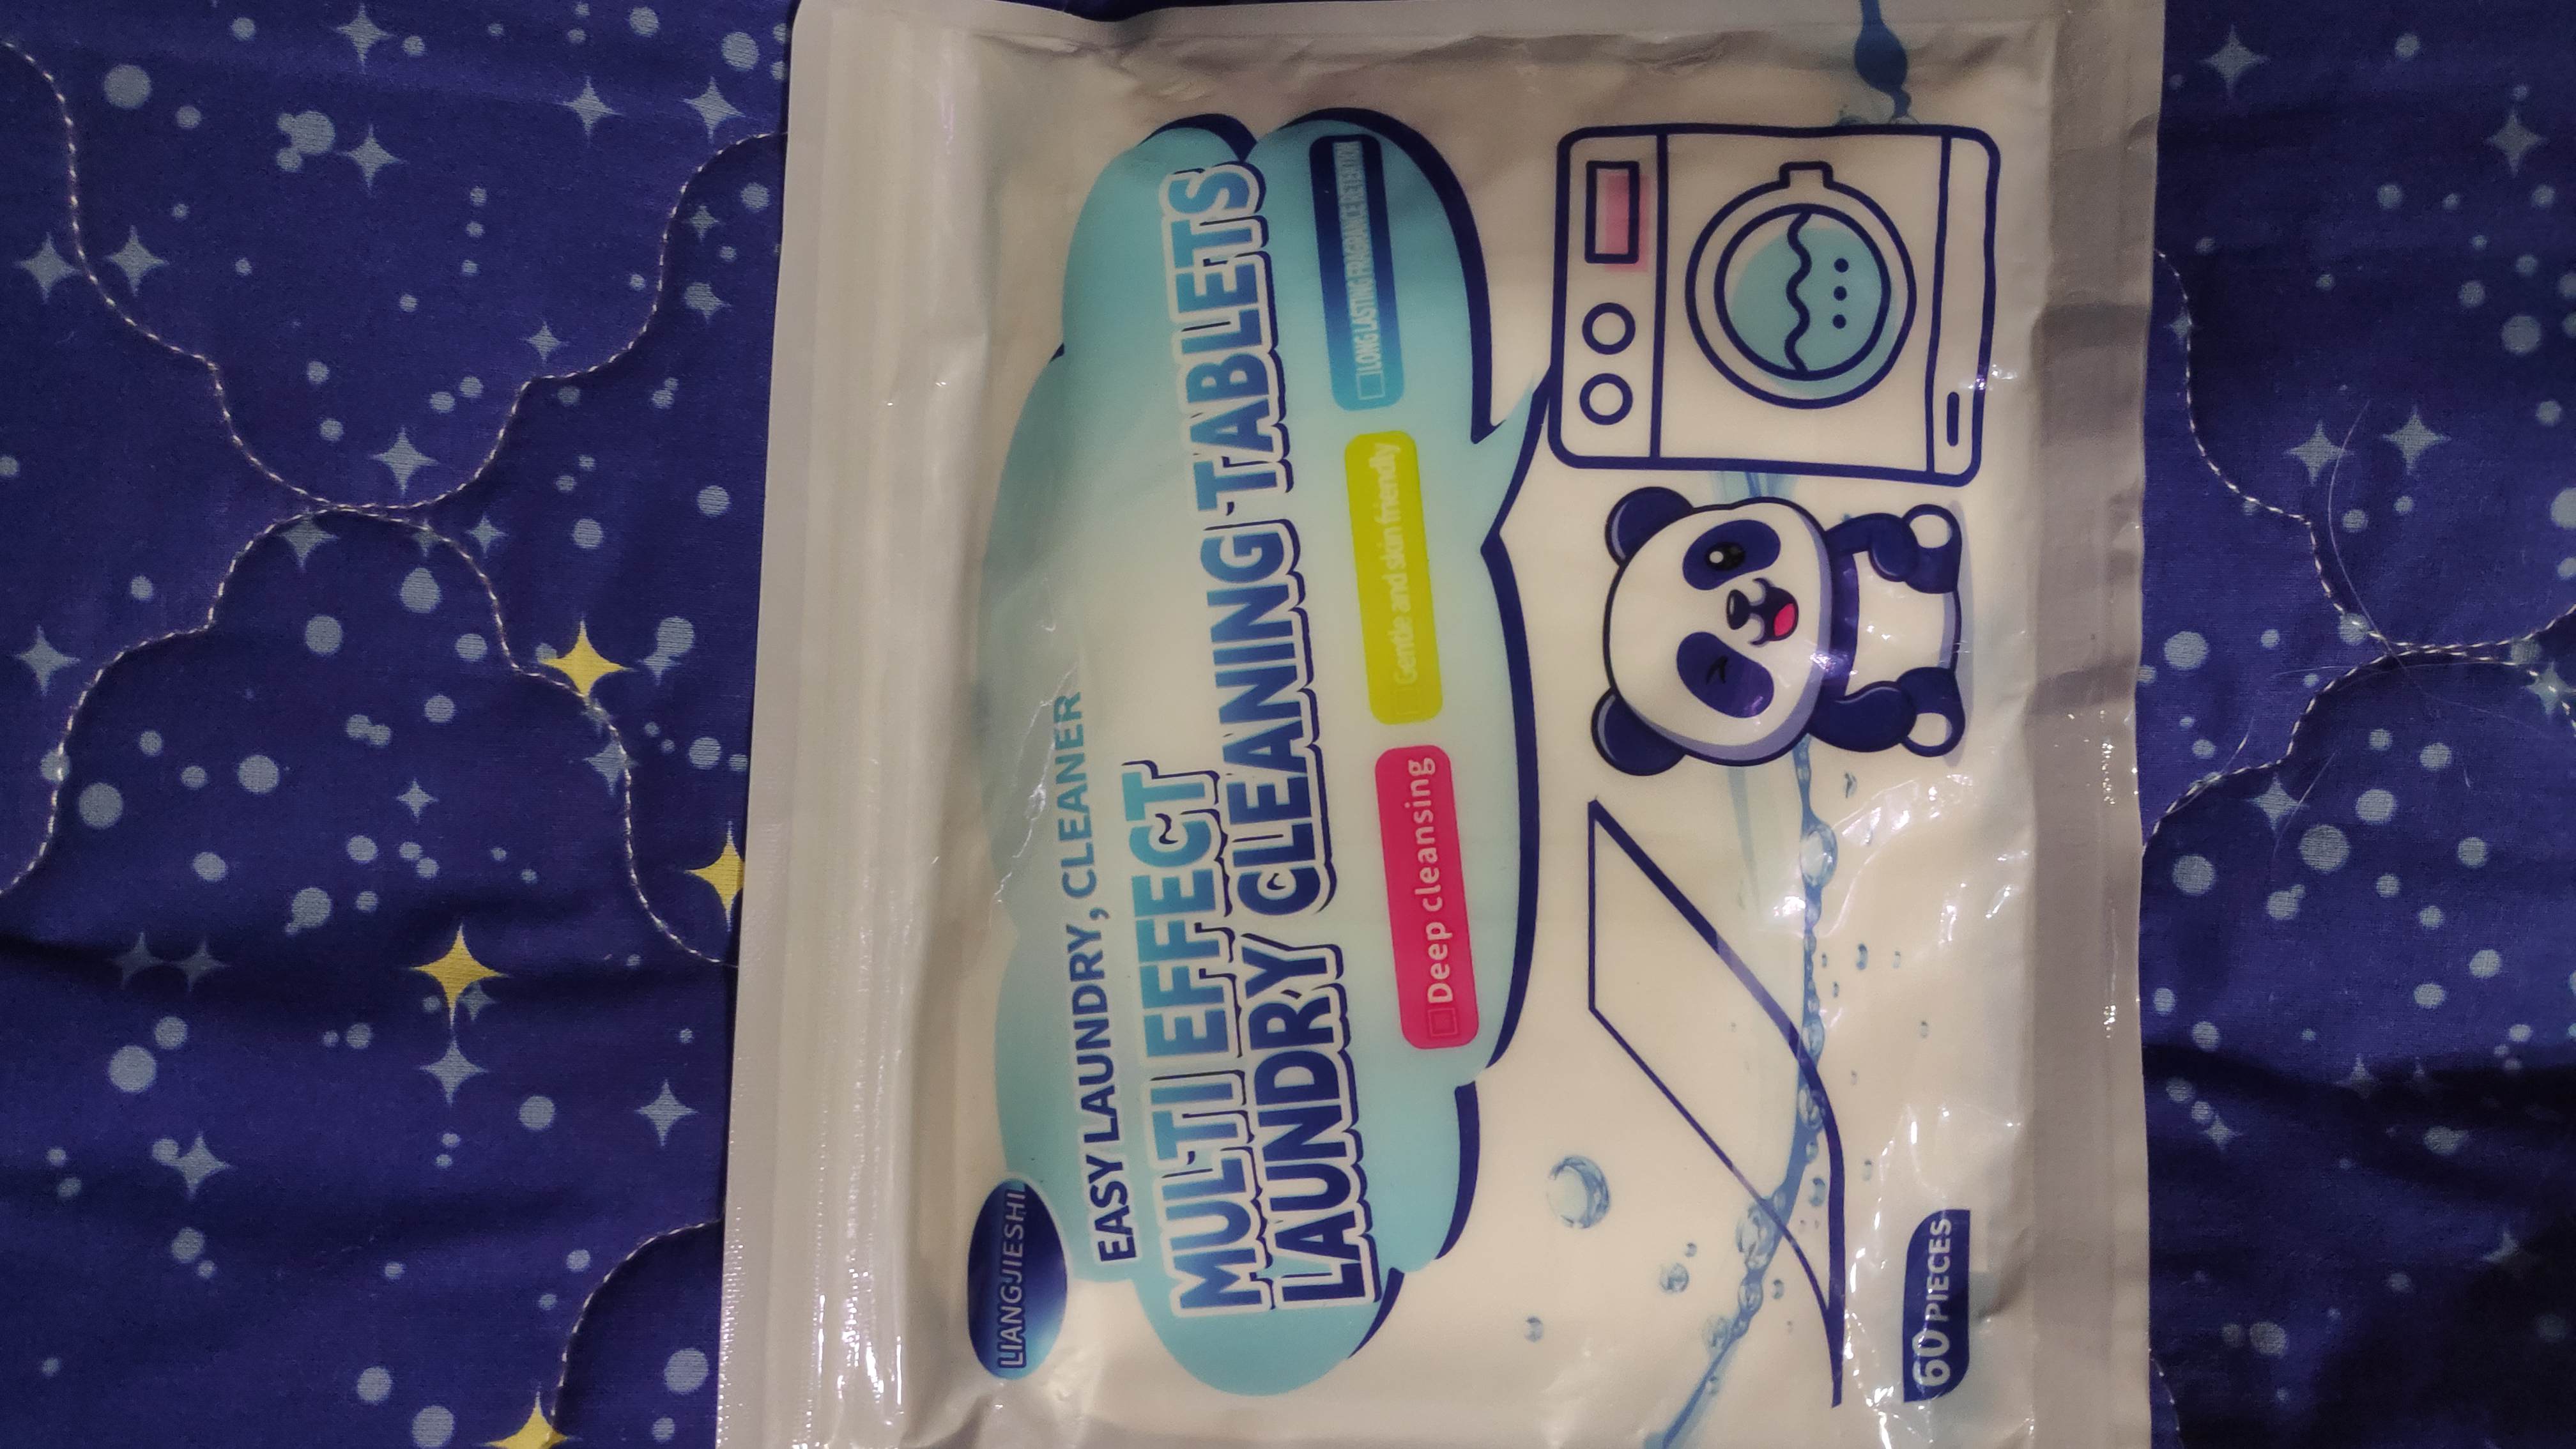 LIANGJIESHI
EASY LAUNDRY, CLEANER
MULTI EFFECT
LAUNDRY CLEANING TABLETS
Deep cleansing
Gentle and skin friendly
LONG LASTING FRAGRANCE RETENTION
60 PIECES